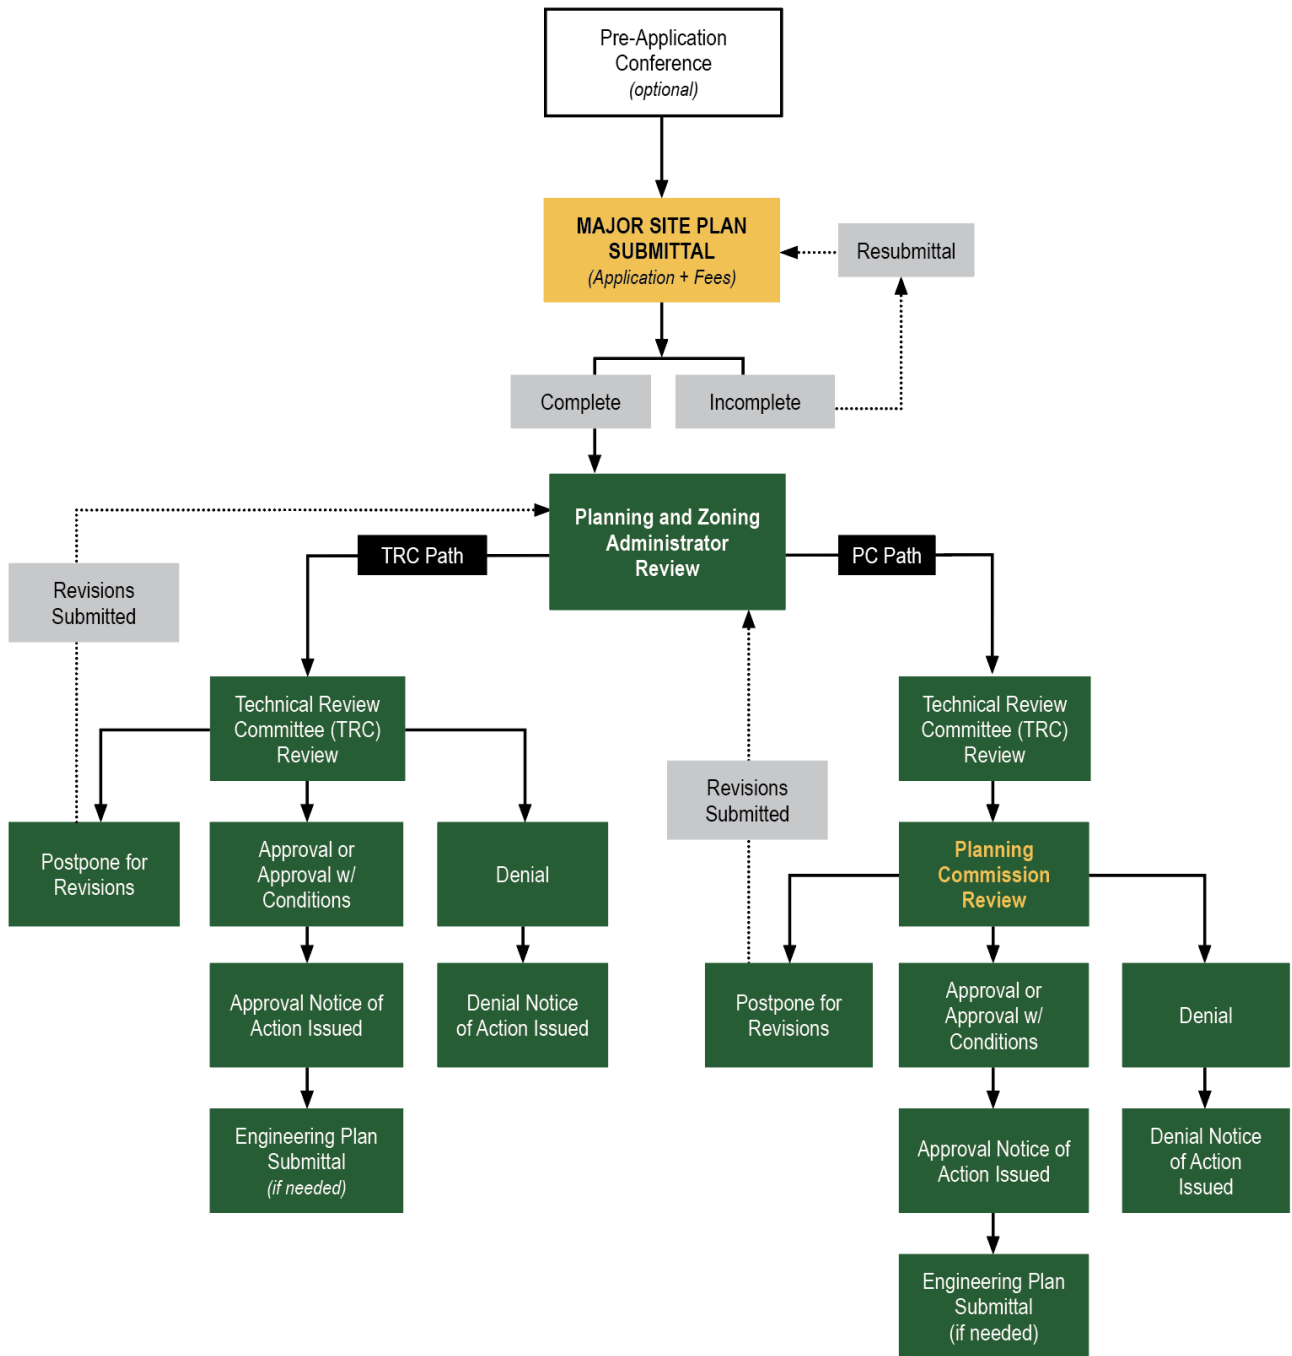 Pre-Application
Conference
(optional)
MAJOR SITE PLAN
SUBMITTAL
(Application + Fees)
Resubmittal
Complete
Incomplete
Planning and Zoning
Administrator
Review
TRC Path
PC Path
Revisions
Submitted
Technical Review
Committee (TRC)
Review
Technical Review
Committee (TRC)
Review
Revisions
Submitted
Postpone for
Revisions
Approval or
Approval w/
Conditions
Denial
Planning
Commission
Review
Approval Notice of
Action Issued
Denial Notice
of Action Issued
Postpone for
Revisions
Approval or
Approval w/
Conditions
Denial
Engineering Plan
Submittal
(if needed)
Approval Notice of
Action Issued
Denial Notice
of Action
Issued
Engineering Plan
Submittal
(if needed)